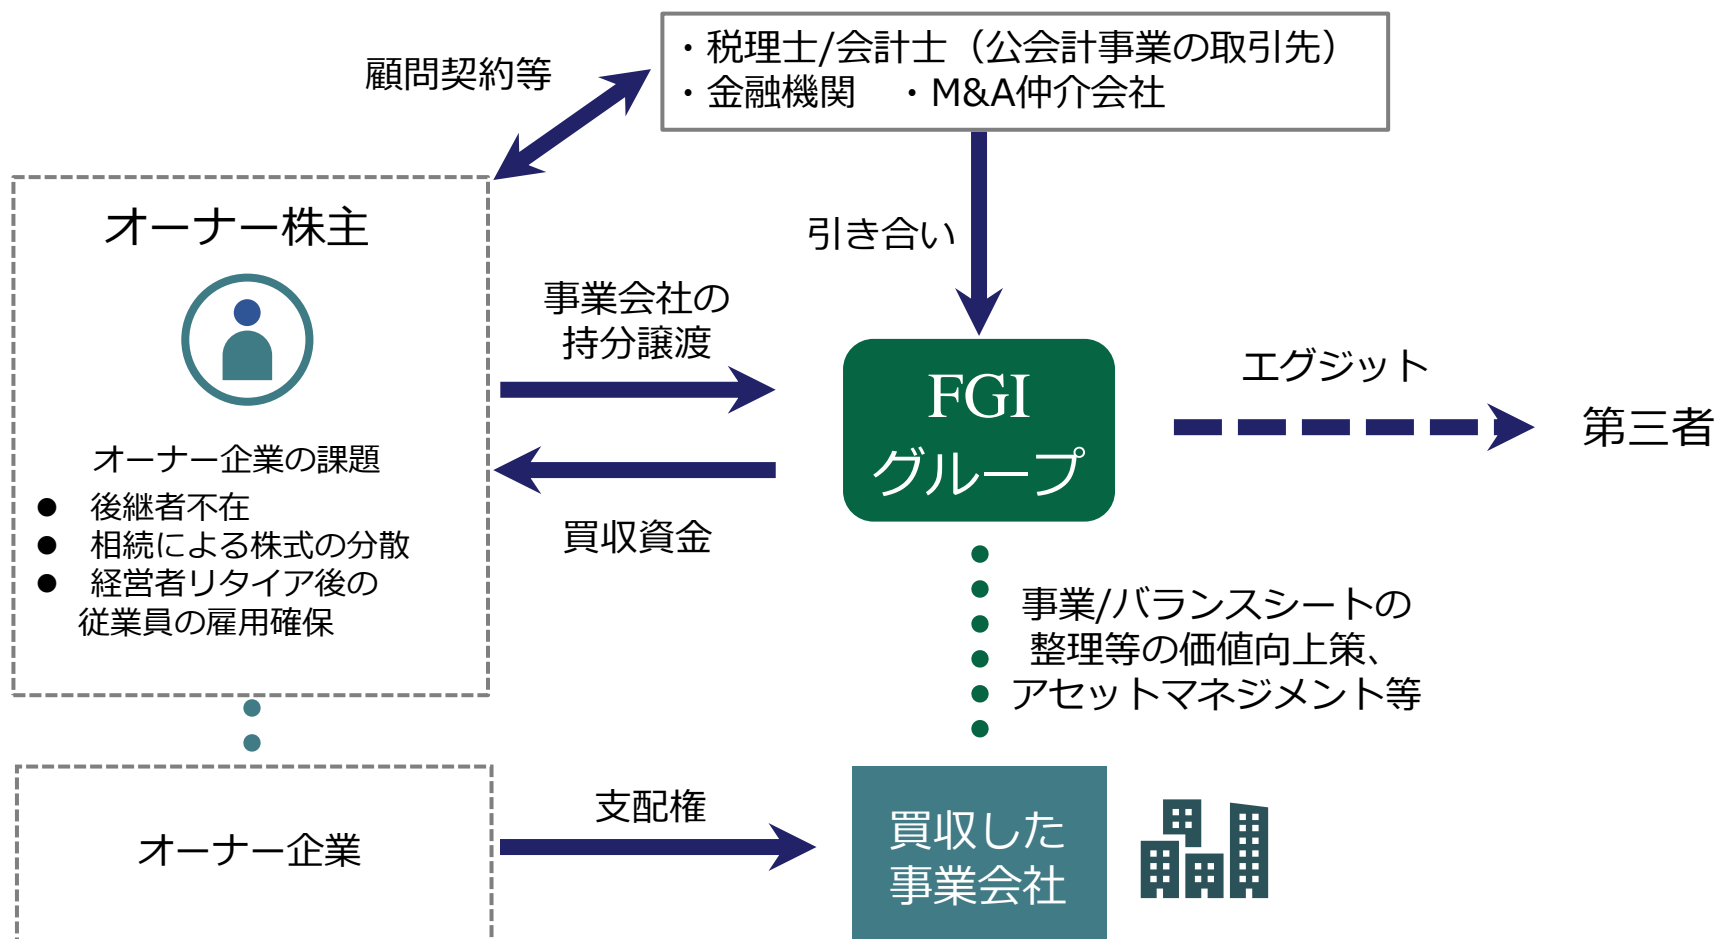 ・税理士/会計士（公会計事業の取引先）
・金融機関　・M&A仲介会社
顧問契約等
オーナー株主
引き合い
事業会社の
持分譲渡
FGI
グループ
エグジット
第三者
オーナー企業の課題
● 後継者不在
● 相続による株式の分散
● 経営者リタイア後の
従業員の雇用確保
買収資金
事業/バランスシートの
整理等の価値向上策、
アセットマネジメント等
オーナー企業
支配権
買収した
事業会社